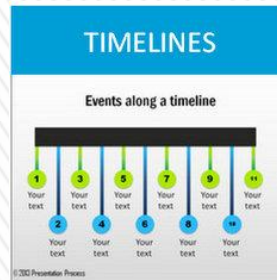 TIMELINES
Events along a timeline
1 3 5 7 9 11
Your Your Your Your Your Your
text text text text text text
2 4 6 8 10
Your Your Your Your Your
text text text text text
© 2013 Presentation Process